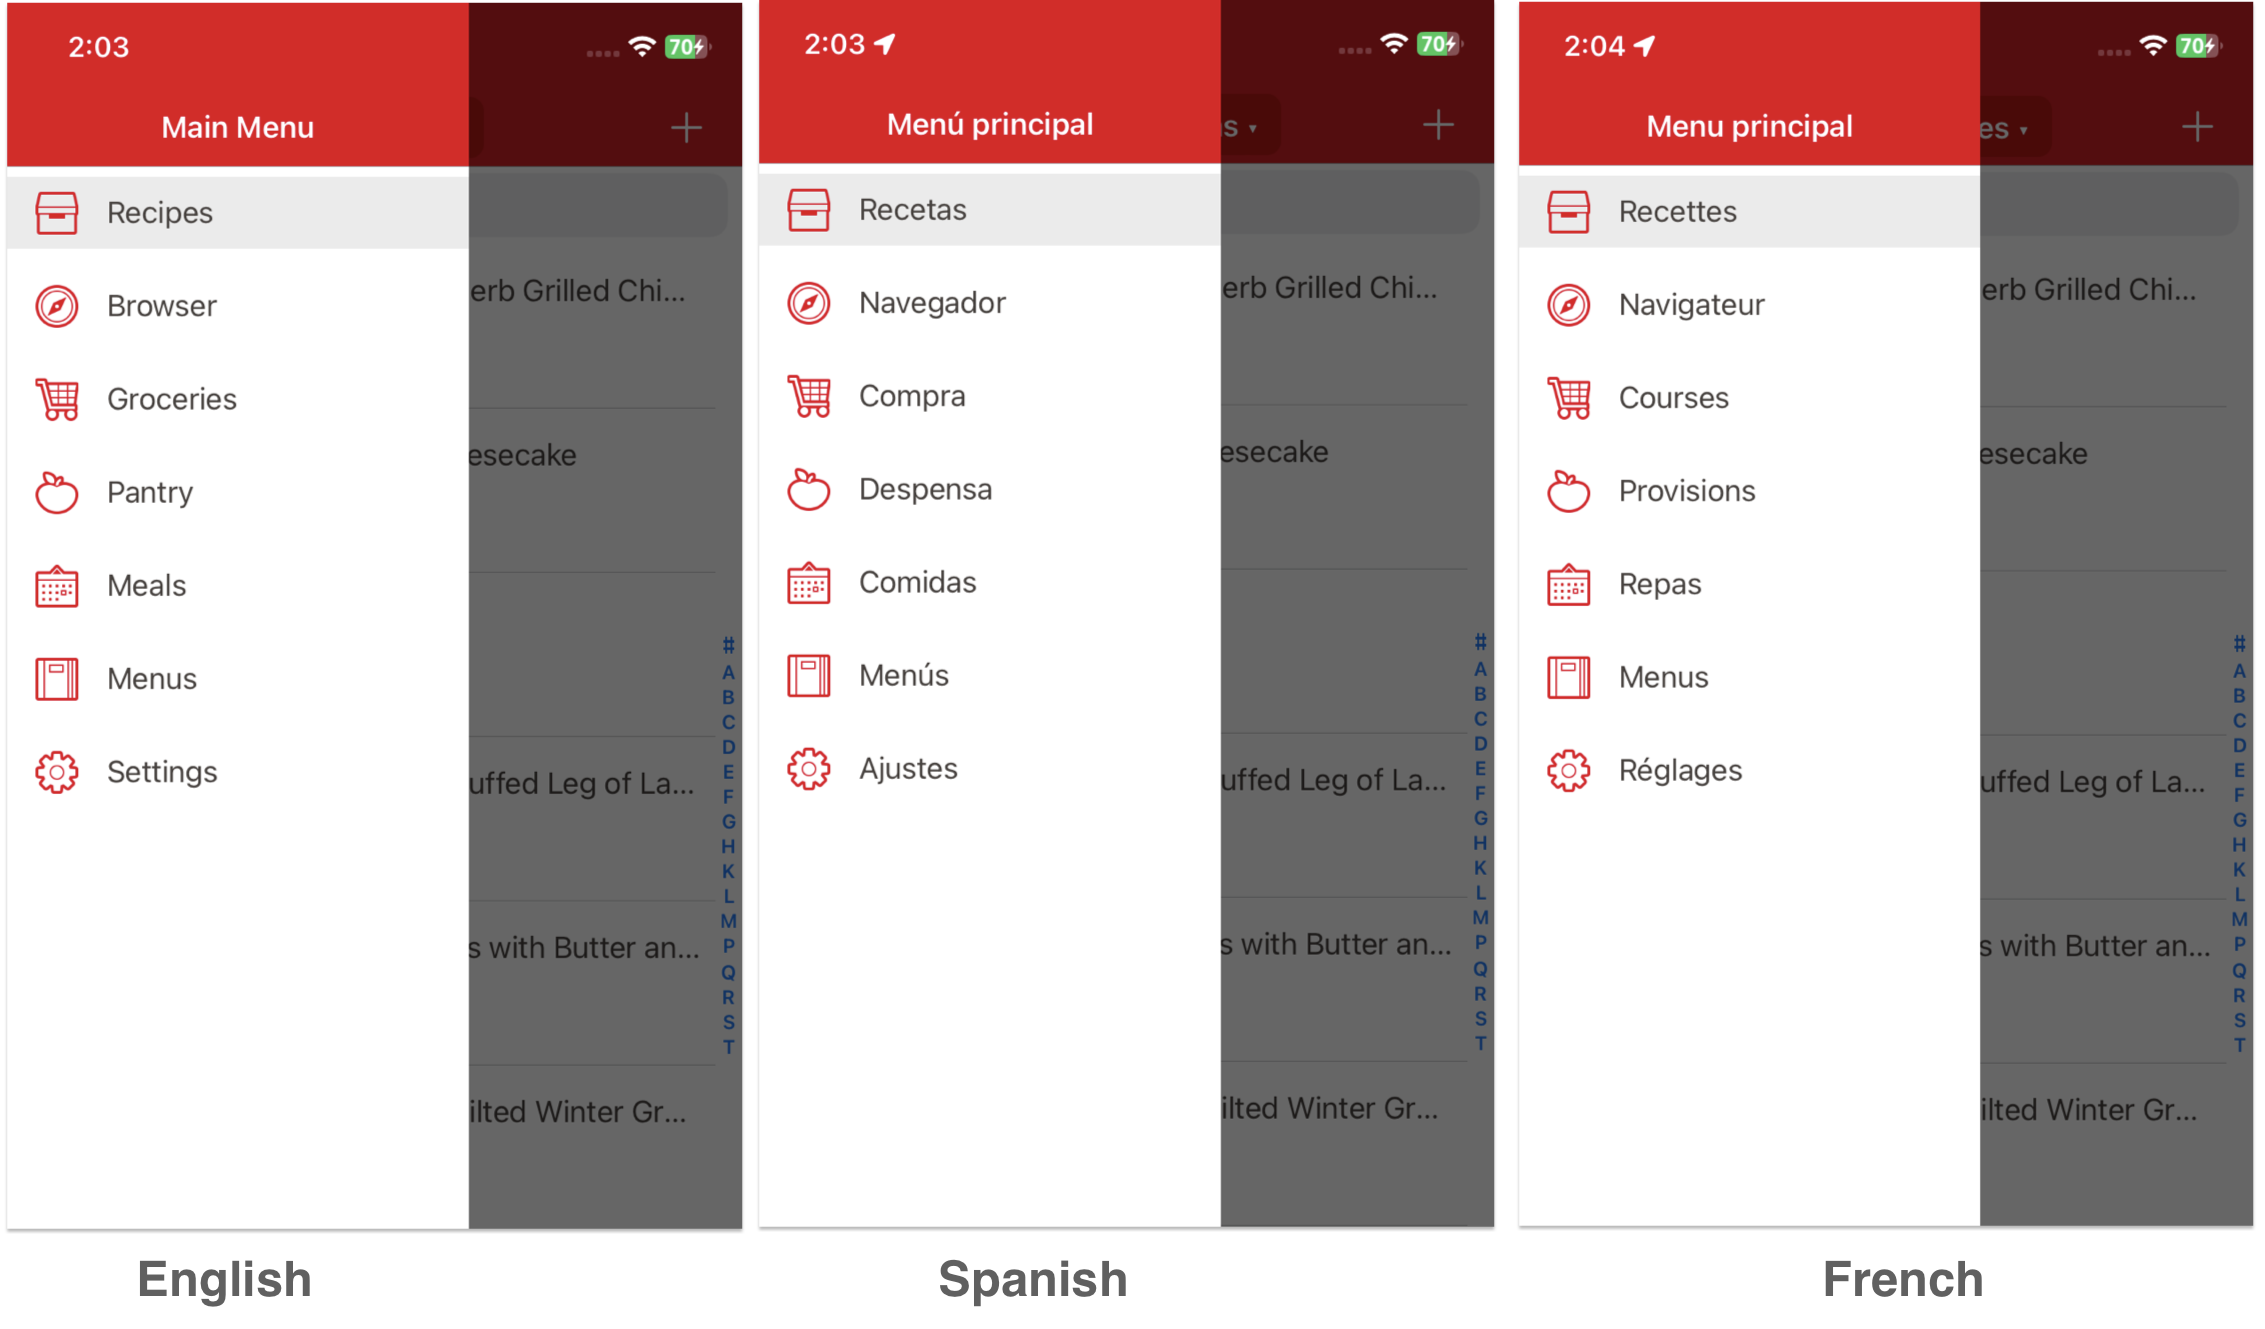 2:03
70
Main Menu
Recipes
Browser
Groceries
Pantry
Meals
Menus
Settings
erb Grilled Chi...
esecake
uffed Leg of La...
s with Butter an...
ilted Winter Gr...
#
A
B
C
D
E
F
G
H
K
L
M
P
Q
R
S
T
English
2:03
70
Menú principal
s
Recetas
Navegador
Compra
Despensa
Comidas
Menús
Ajustes
erb Grilled Chi...
esecake
uffed Leg of La...
s with Butter an...
ilted Winter Gr...
#
A
B
C
D
E
F
G
H
K
L
M
P
Q
R
S
T
Spanish
2:04
70
Menu principal
es
Recettes
Navigateur
Courses
Provisions
Repas
Menus
Réglages
erb Grilled Chi...
esecake
uffed Leg of La...
s with Butter an...
ilted Winter Gr...
#
A
B
C
D
E
F
G
H
K
L
M
P
Q
R
S
T
French